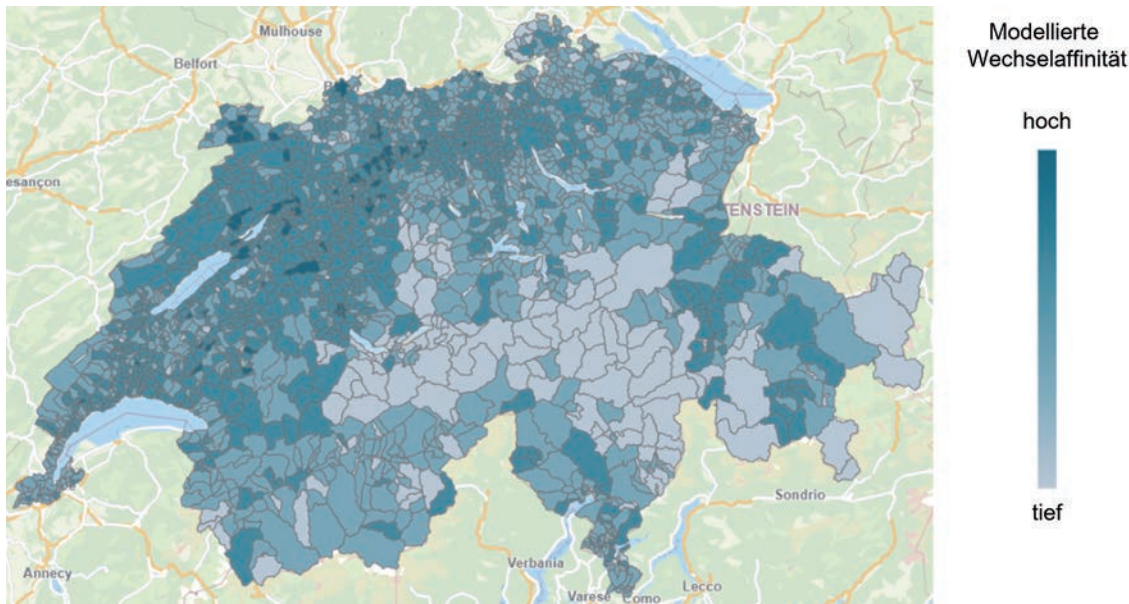 Mulhouse
Belfort
esançon
TENSTEIN
Sondrio
Annecy
Verbania
Lecco
Varese
Como
Modellierte
Wechselaffinität
hoch
tief